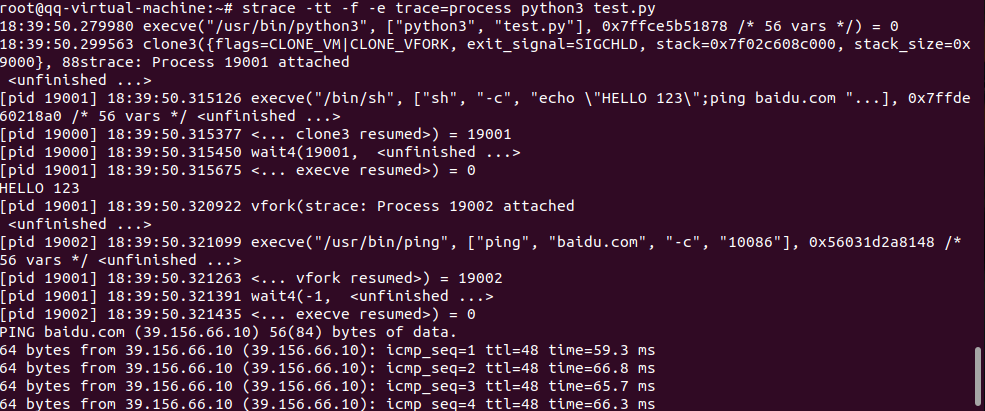 root@qq-virtual-machine:~# strace -tt -f -e trace=process python3 test.py
18:39:50.279980 execve("/usr/bin/python3", ["python3", "test.py"], 0x7ffce5b51878 /* 56 vars */) = 0
18:39:50.299563 clone3({flags=CLONE_VM|CLONE_VFORK, exit_signal=SIGCHLD, stack=0x7f02c608c000, stack_size=0x
9000}, 88strace: Process 19001 attached
 <unfinished ...>
[pid 19001] 18:39:50.315126 execve("/bin/sh", ["sh", "-c", "echo \"HELLO 123\";ping baidu.com "...], 0x7ffde
60218a0 /* 56 vars */ <unfinished ...>
[pid 19000] 18:39:50.315377 <... clone3 resumed>) = 19001
[pid 19000] 18:39:50.315450 wait4(19001,  <unfinished ...>
[pid 19001] 18:39:50.315675 <... execve resumed>) = 0
HELLO 123
[pid 19001] 18:39:50.320922 vfork(strace: Process 19002 attached
 <unfinished ...>
[pid 19002] 18:39:50.321099 execve("/usr/bin/ping", ["ping", "baidu.com", "-c", "10086"], 0x56031d2a8148 /*
56 vars */ <unfinished ...>
[pid 19001] 18:39:50.321263 <... vfork resumed>) = 19002
[pid 19001] 18:39:50.321391 wait4(-1,  <unfinished ...>
[pid 19002] 18:39:50.321435 <... execve resumed>) = 0
PING baidu.com (39.156.66.10) 56(84) bytes of data.
64 bytes from 39.156.66.10 (39.156.66.10): icmp_seq=1 ttl=48 time=59.3 ms
64 bytes from 39.156.66.10 (39.156.66.10): icmp_seq=2 ttl=48 time=66.8 ms
64 bytes from 39.156.66.10 (39.156.66.10): icmp_seq=3 ttl=48 time=65.7 ms
64 bytes from 39.156.66.10 (39.156.66.10): icmp_seq=4 ttl=48 time=66.3 ms